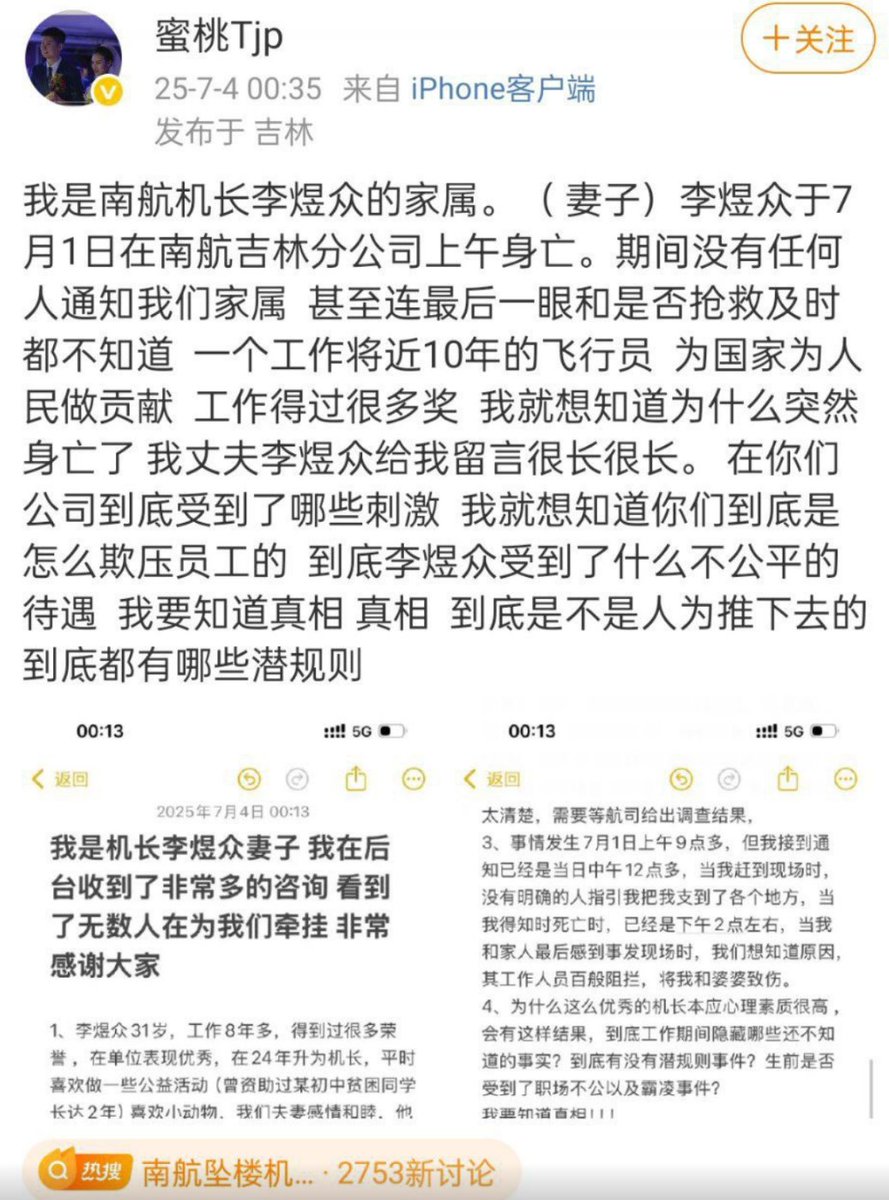 蜜桃Tjp
+关注
25-7-4 00:35 来自 iPhone客户端
发布于 吉林
我是南航机长李煜众的家属。（妻子）李煜众于7
月1日在南航吉林分公司上午身亡。期间没有任何
人通知我们家属 甚至连最后一眼和是否抢救及时
都不知道 一个工作将近10年的飞行员 为国家为人
民做贡献 工作得过很多奖 我就想知道为什么突然
身亡了 我丈夫李煜众给我留言很长很长。 在你们
公司到底受到了哪些刺激 我就想知道你们到底是
怎么欺压员工的 到底李煜众受到了什么不公平的
待遇 我要知道真相 真相 到底是不是人为推下去的
到底都有哪些潜规则
00:13 5G
返回
2025年7月4日 00:13
我是机长李煜众妻子 我在后
台收到了非常多的咨询 看到
了无数人在为我们牵挂 非常
感谢大家
1、李煜众31岁，工作8年多，得到过很多荣
誉，在单位表现优秀，在24年升为机长，平时
喜欢做一些公益活动（曾资助过某初中贫困同学
长达2年）喜欢小动物，我们夫妻感情和睦，他
00:13 5G
返回
太清楚，需要等航司给出调查结果，
3、事情发生7月1日上午9点多，但我接到通
知已经是当日中午12点多，当我赶到现场时，
没有明确的人指引我把我支到了各个地方，当
我得知时死亡时，已经是下午2点左右，当我
和家人最后感到事发现场时，我们想知道原因，
其工作人员百般阻拦，将我和婆婆致伤。
4、为什么这么优秀的机长本应心理素质很高，
会有这样结果，到底工作期间隐藏哪些还不知
道的事实？到底有没有潜规则事件？生前是否
受到了职场不公以及霸凌事件？
我要知道真相！！！
热搜 南航坠楼机... · 2753新讨论